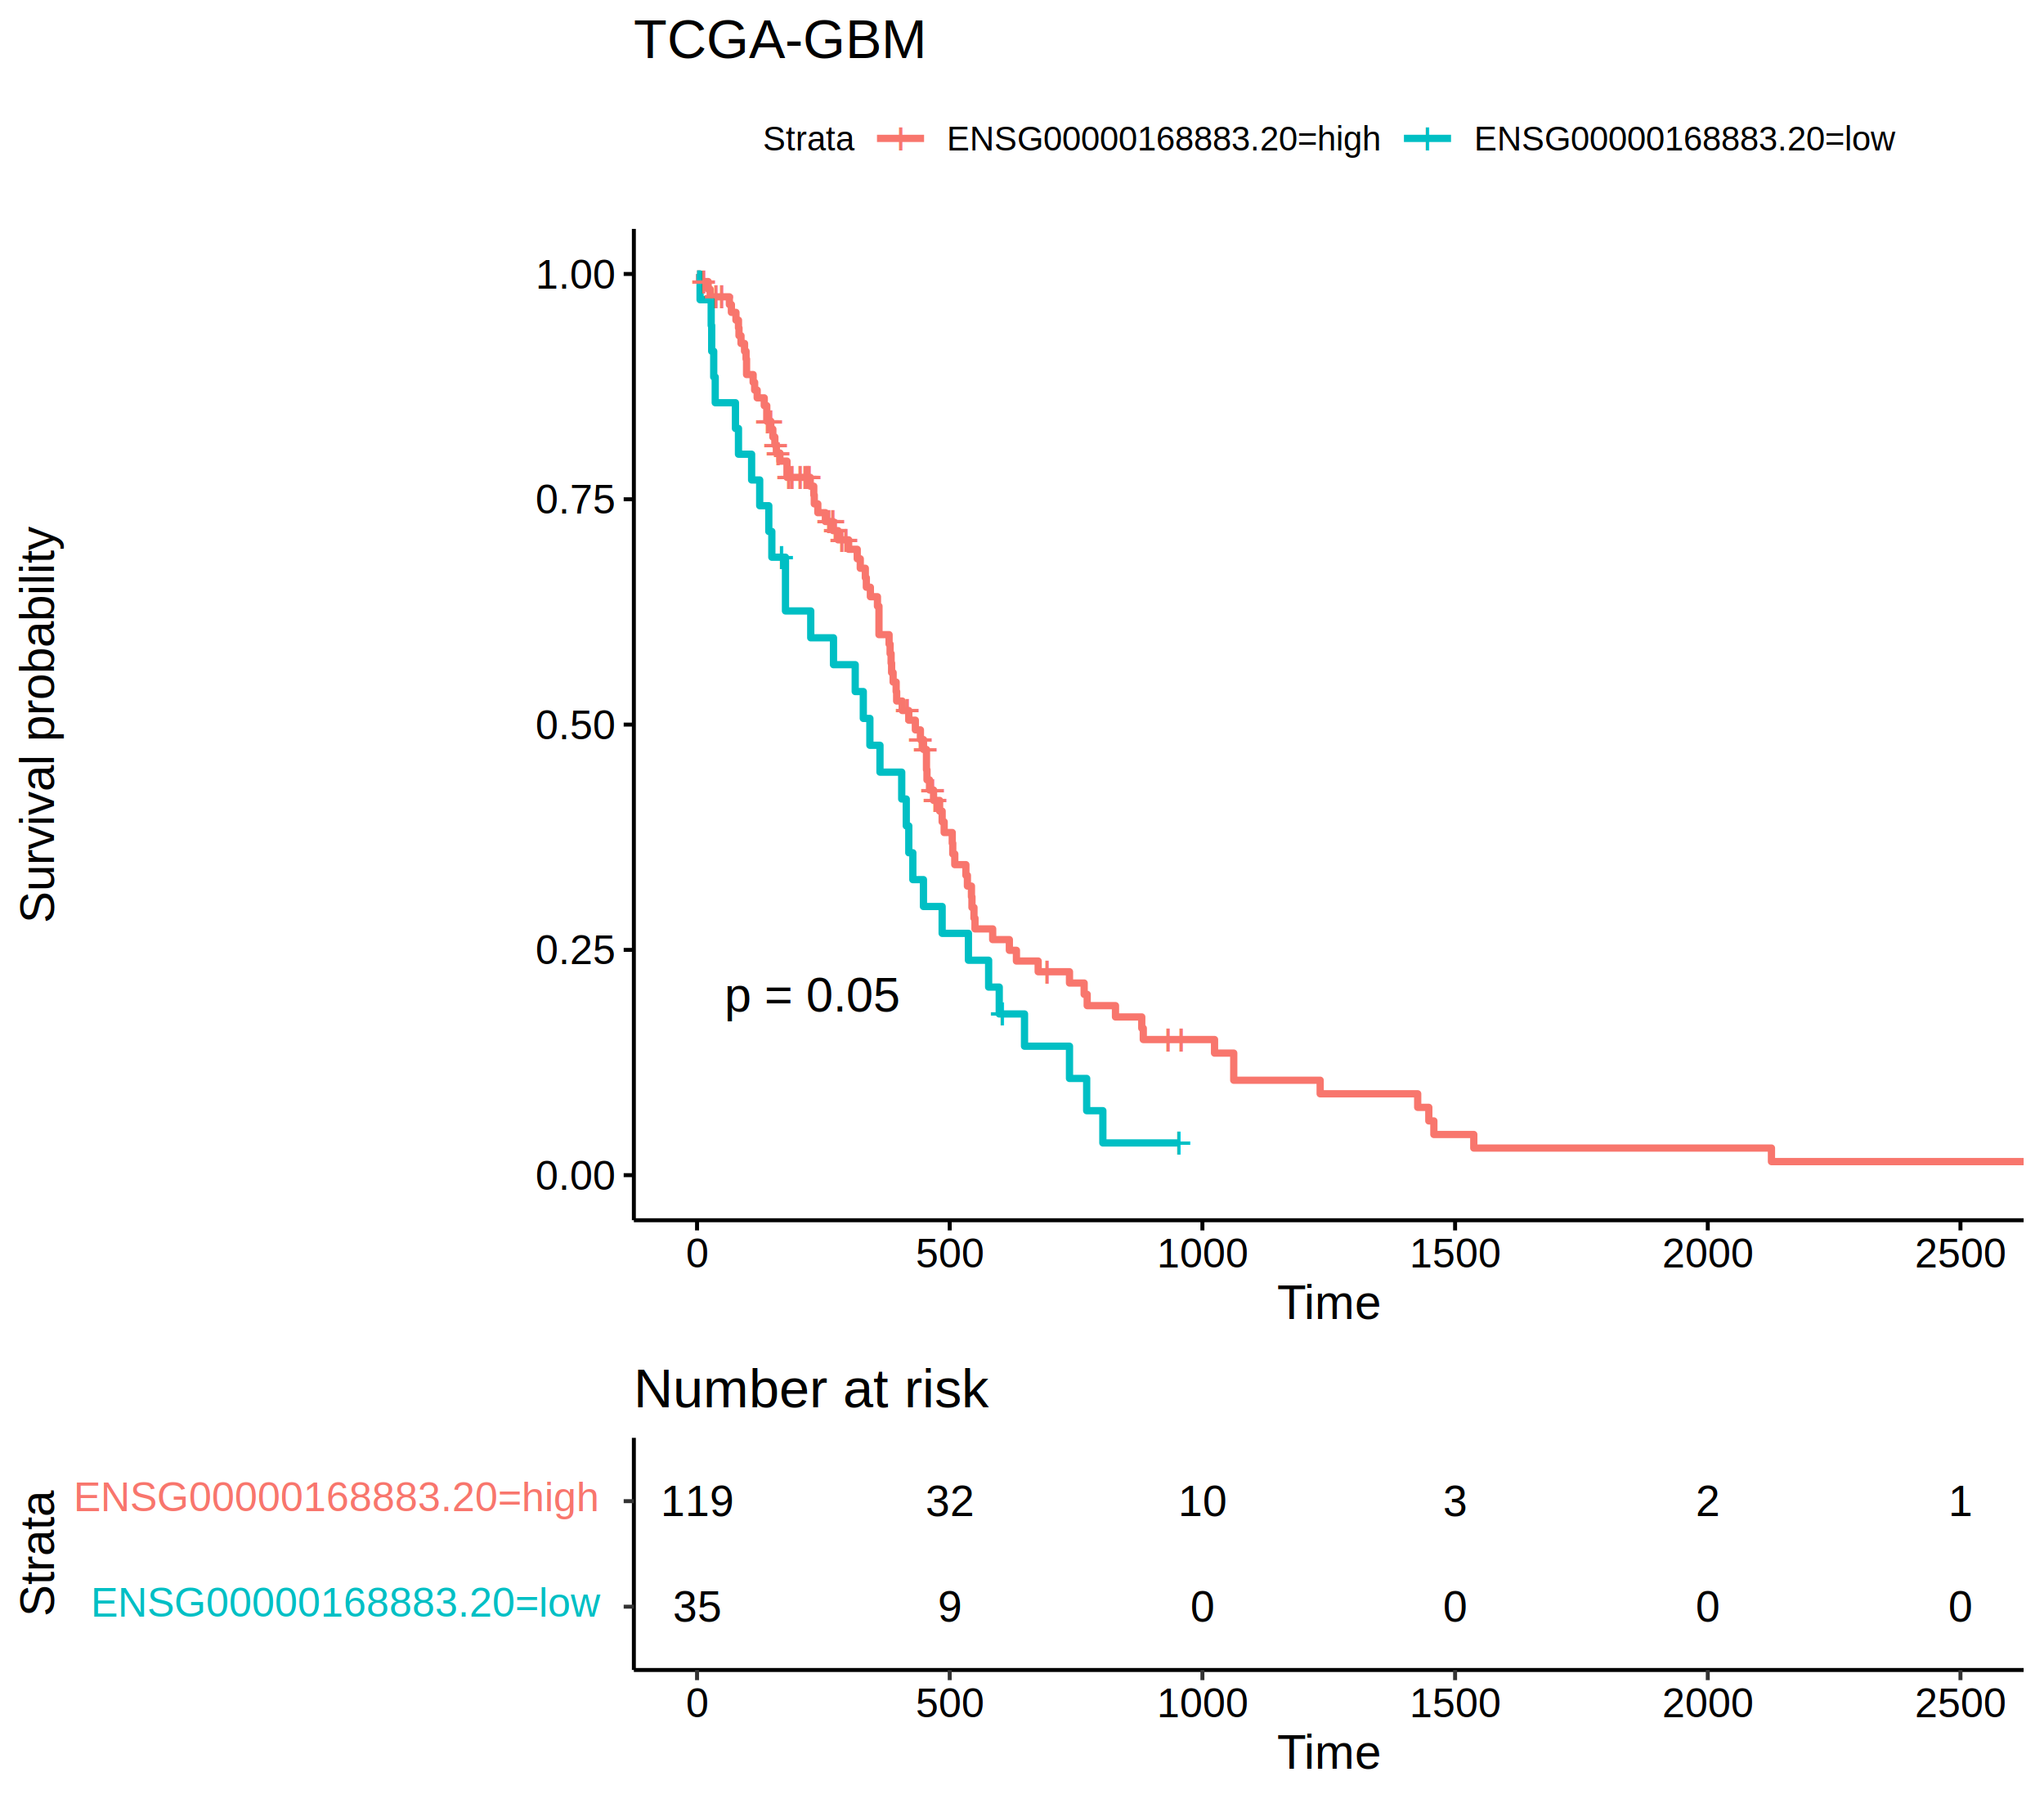 TCGA-GBM
Strata ENSG00000168883.20=high ENSG00000168883.20=low
Survival probability
1.00
0.75
0.50
0.25
0.00
p = 0.05
0 500 1000 1500 2000 2500
Time
Number at risk
Strata
ENSG00000168883.20=high 119 32 10 3 2 1
ENSG00000168883.20=low 35 9 0 0 0 0
0 500 1000 1500 2000 2500
Time